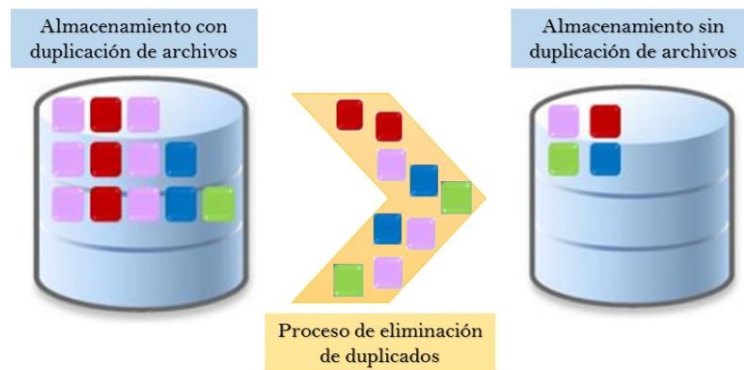 Almacenamiento con
duplicación de archivos
Almacenamiento sin
duplicación de archivos
Proceso de eliminación
de duplicados